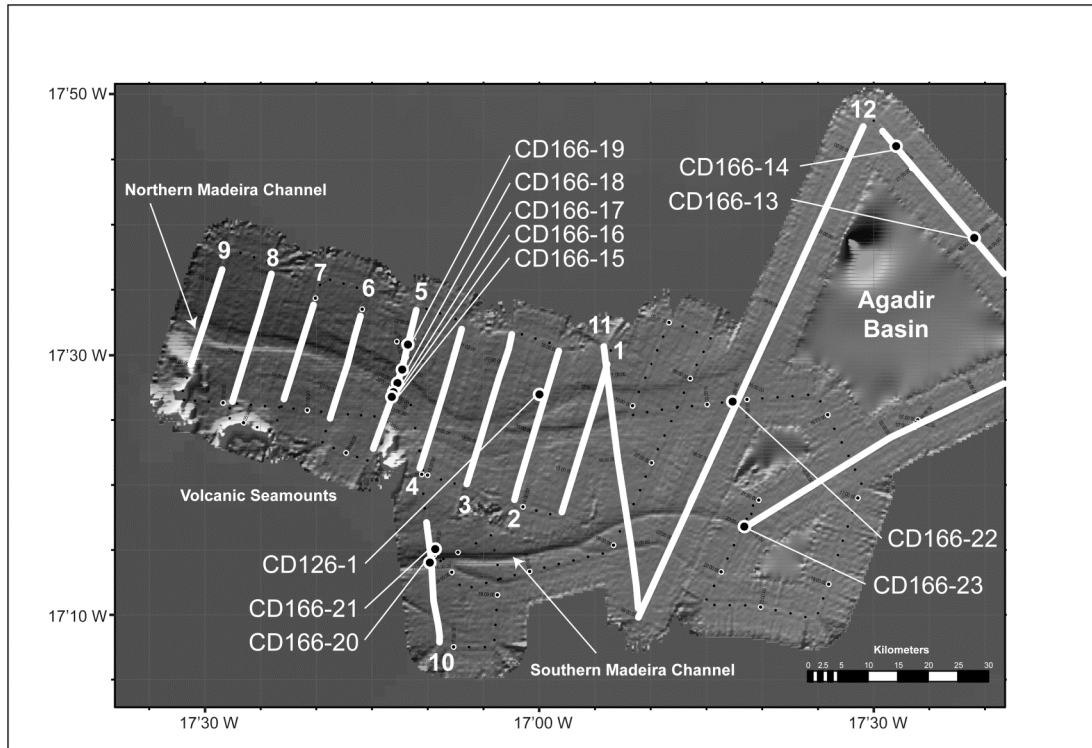 17'50 W
12
CD166-19
CD166-18
CD166-17
CD166-16
CD166-15
CD166-14
CD166-13
Northern Madeira Channel
9
8
7
6
5
Agadir
Basin
11
17'30 W
1
4
3
2
Volcanic Seamounts
CD126-1
CD166-22
CD166-21
CD166-23
17'10 W
CD166-20
10
Southern Madeira Channel
Kilometers
0 2.5 5 10 15 20 25 30
17'30 W
17'00 W
17'30 W